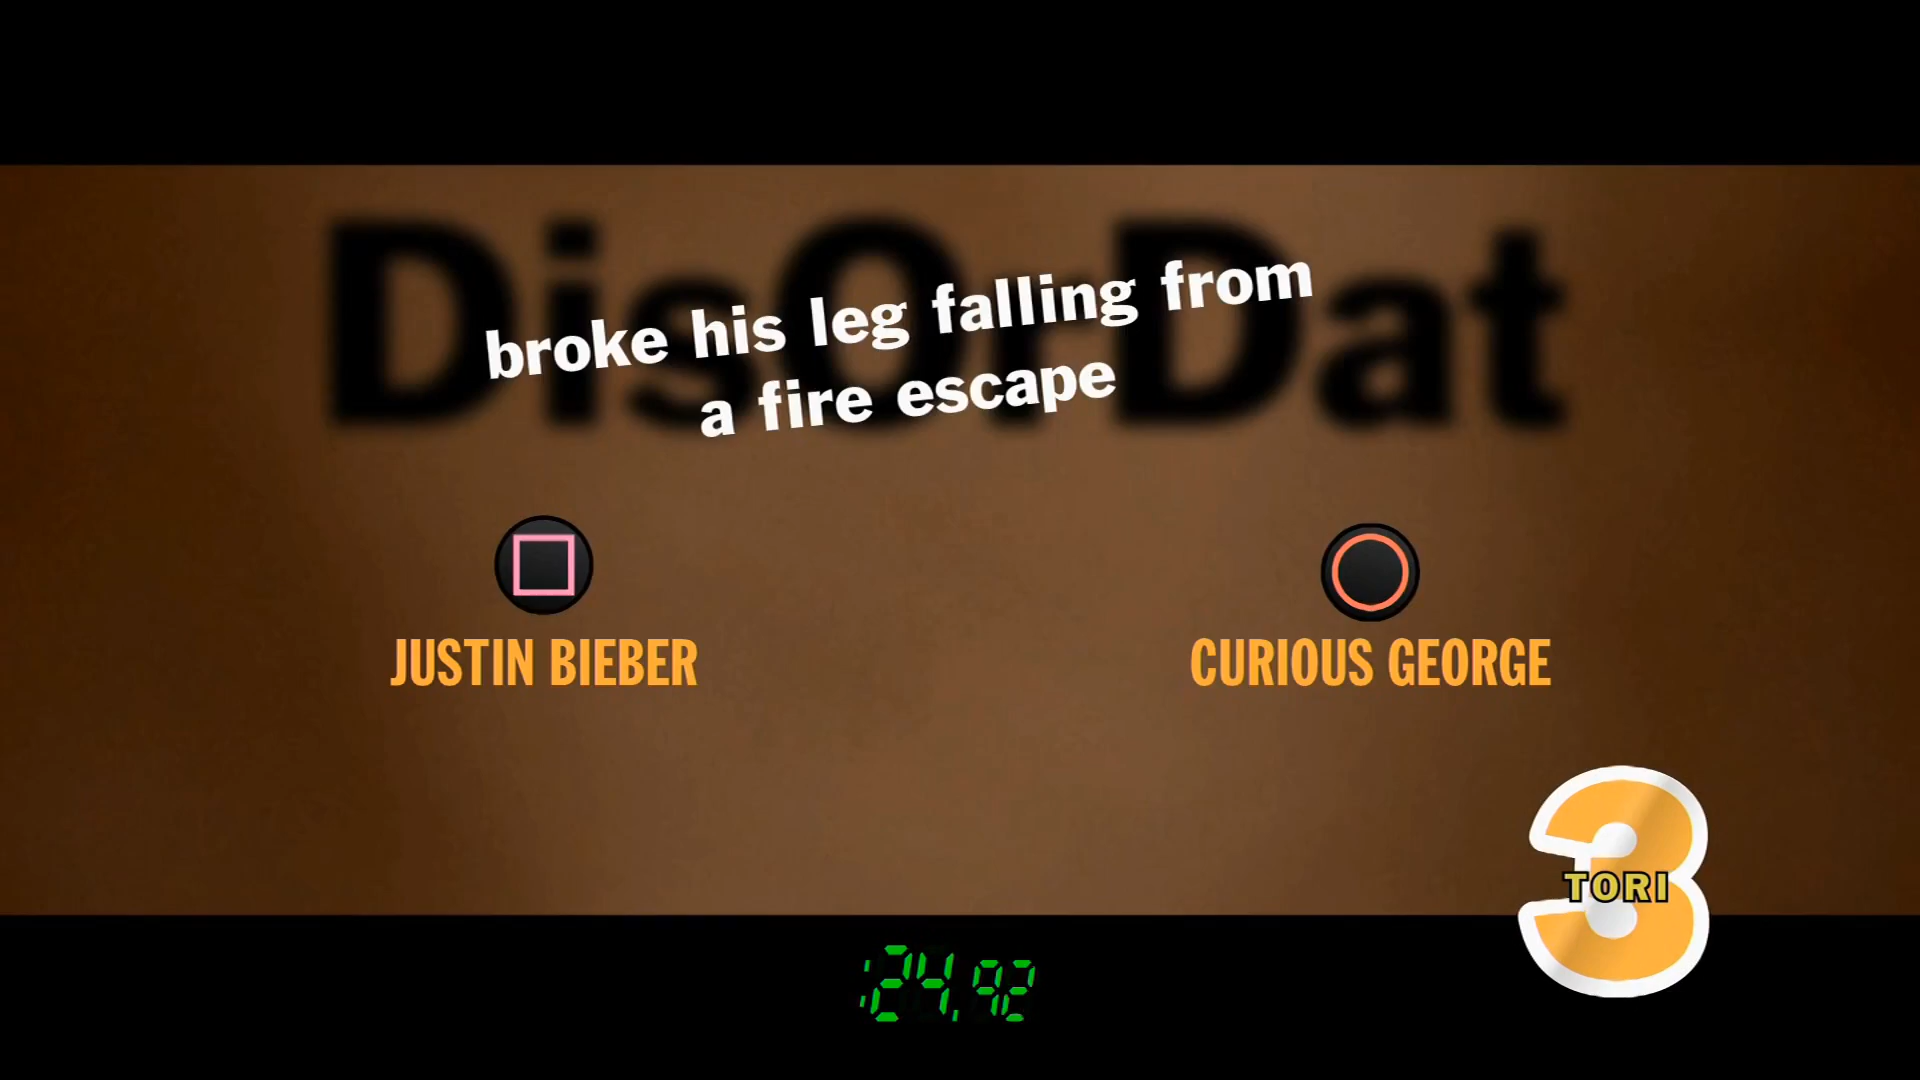 DisOrDat
broke his leg falling from
a fire escape
JUSTIN BIEBER
CURIOUS GEORGE
3
TORI
:24.92